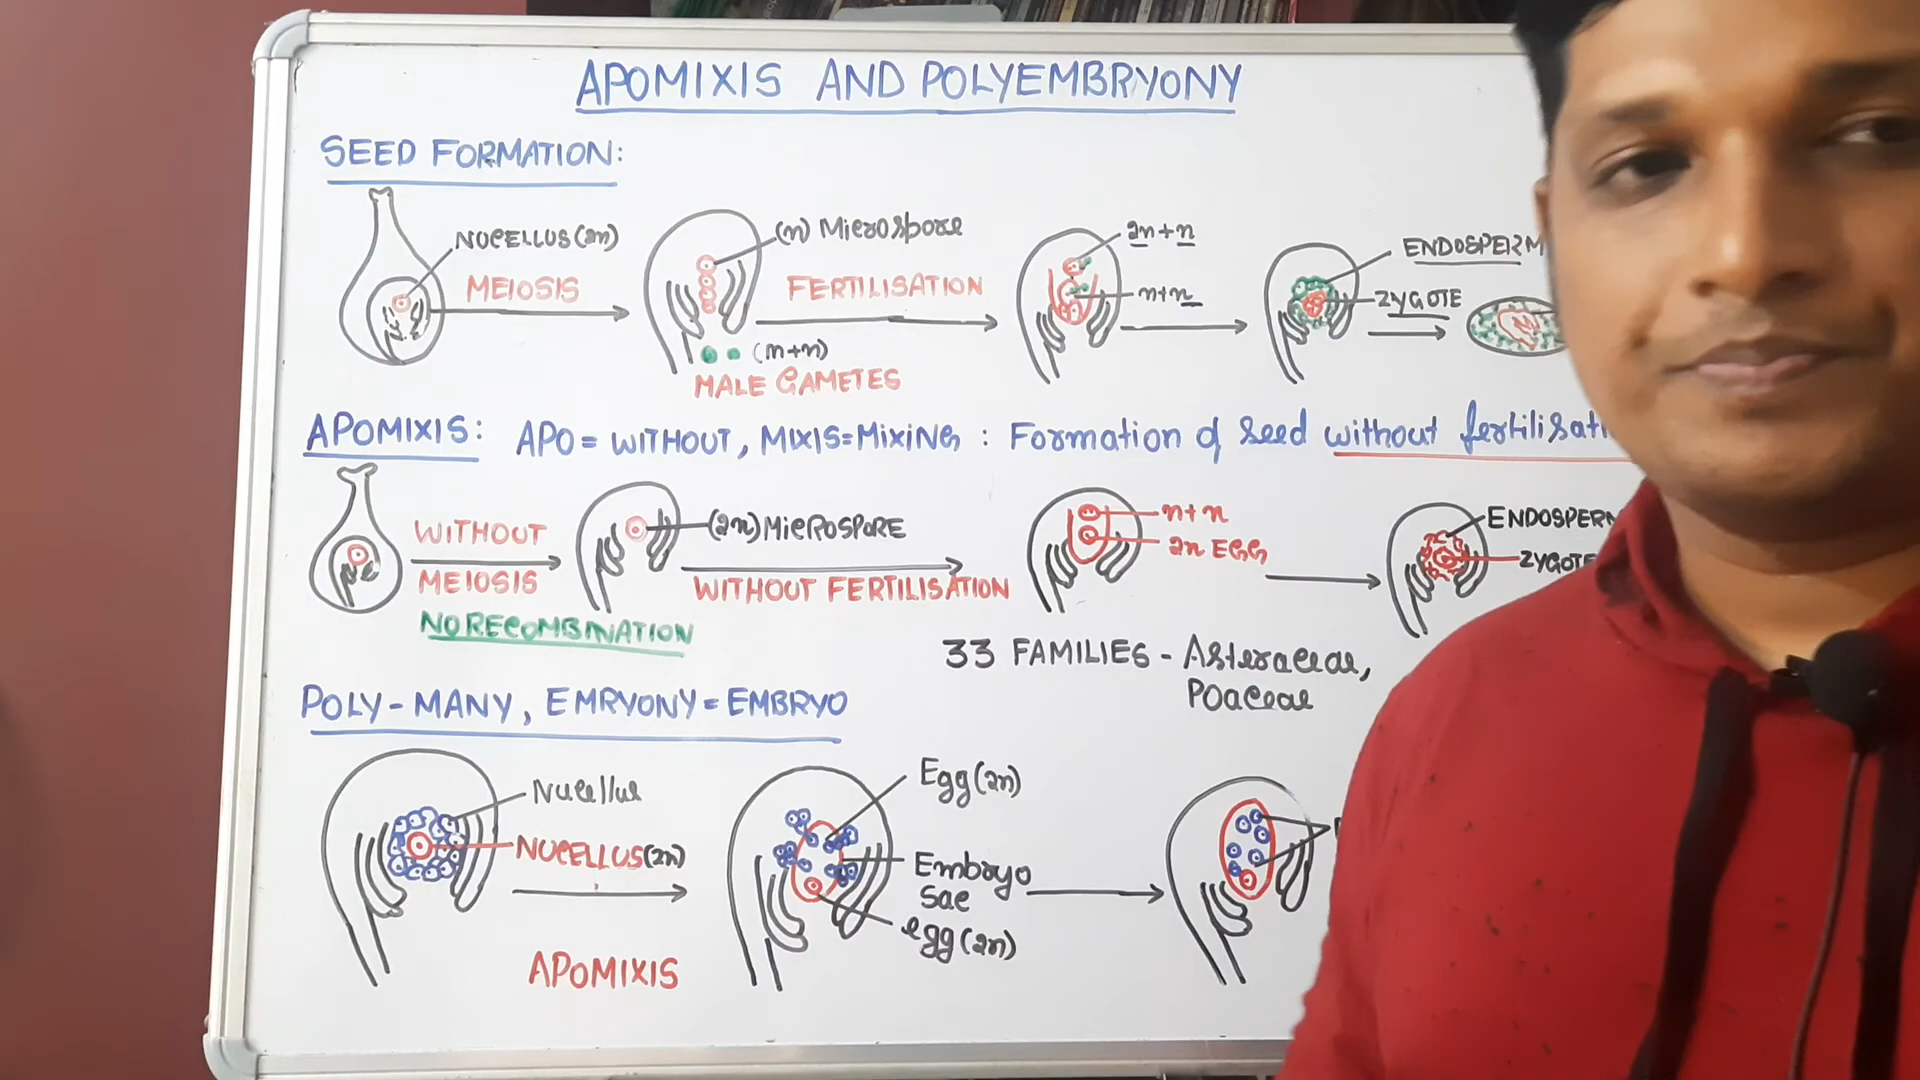 APOMIXIS AND POLYEMBRYONY
SEED FORMATION:
NUCELLUS (2n)
MEIOSIS
(n) Microspore
FERTILISATION
(n+n)
MALE GAMETES
2n+n
n+n
ENDOSPERM
ZYGOTE
APOMIXIS: APO = WITHOUT, MIXIS=MIXING : Formation of seed without fertilisati
WITHOUT
MEIOSIS
NO RECOMBINATION
(2n) MICROSPORE
WITHOUT FERTILISATION
n+n
2n EGG
ENDOSPERM
ZYGOTE
33 FAMILIES - Asteraceae,
Poaceae
POLY-MANY, EMRYONY=EMBRYO
Nucellus
NUCELLUS(2n)
APOMIXIS
Egg (2n)
Embryo
Sac
egg (2n)